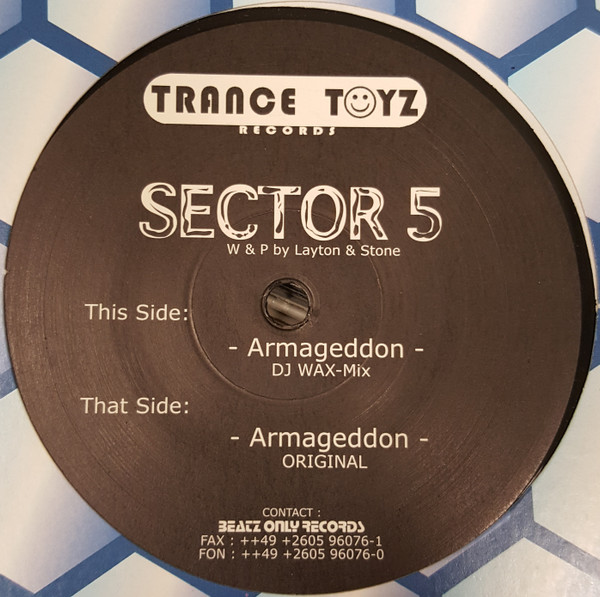 TRANCE TOYZ
RECORDS
SECTOR 5
W & P by Layton & Stone
This Side:
- Armageddon -
DJ WAX-Mix
That Side:
- Armageddon -
ORIGINAL
CONTACT :
BEATZ ONLY RECORDS
FAX : ++49 +2605 96076-1
FON : ++49 +2605 96076-0